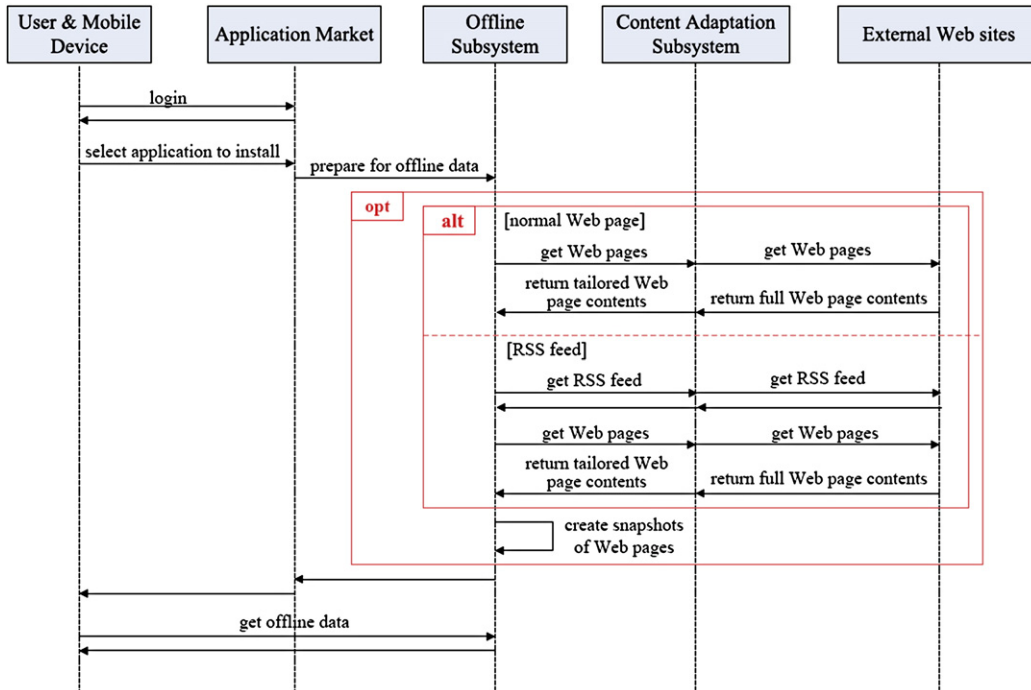 User & Mobile
Device
Application Market
Offline
Subsystem
Content Adaptation
Subsystem
External Web sites
login
select application to install
prepare for offline data
opt
alt
[normal Web page]
get Web pages
get Web pages
return tailored Web
page contents
return full Web page contents
[RSS feed]
get RSS feed
get RSS feed
get Web pages
get Web pages
return tailored Web
page contents
return full Web page contents
create snapshots
of Web pages
get offline data